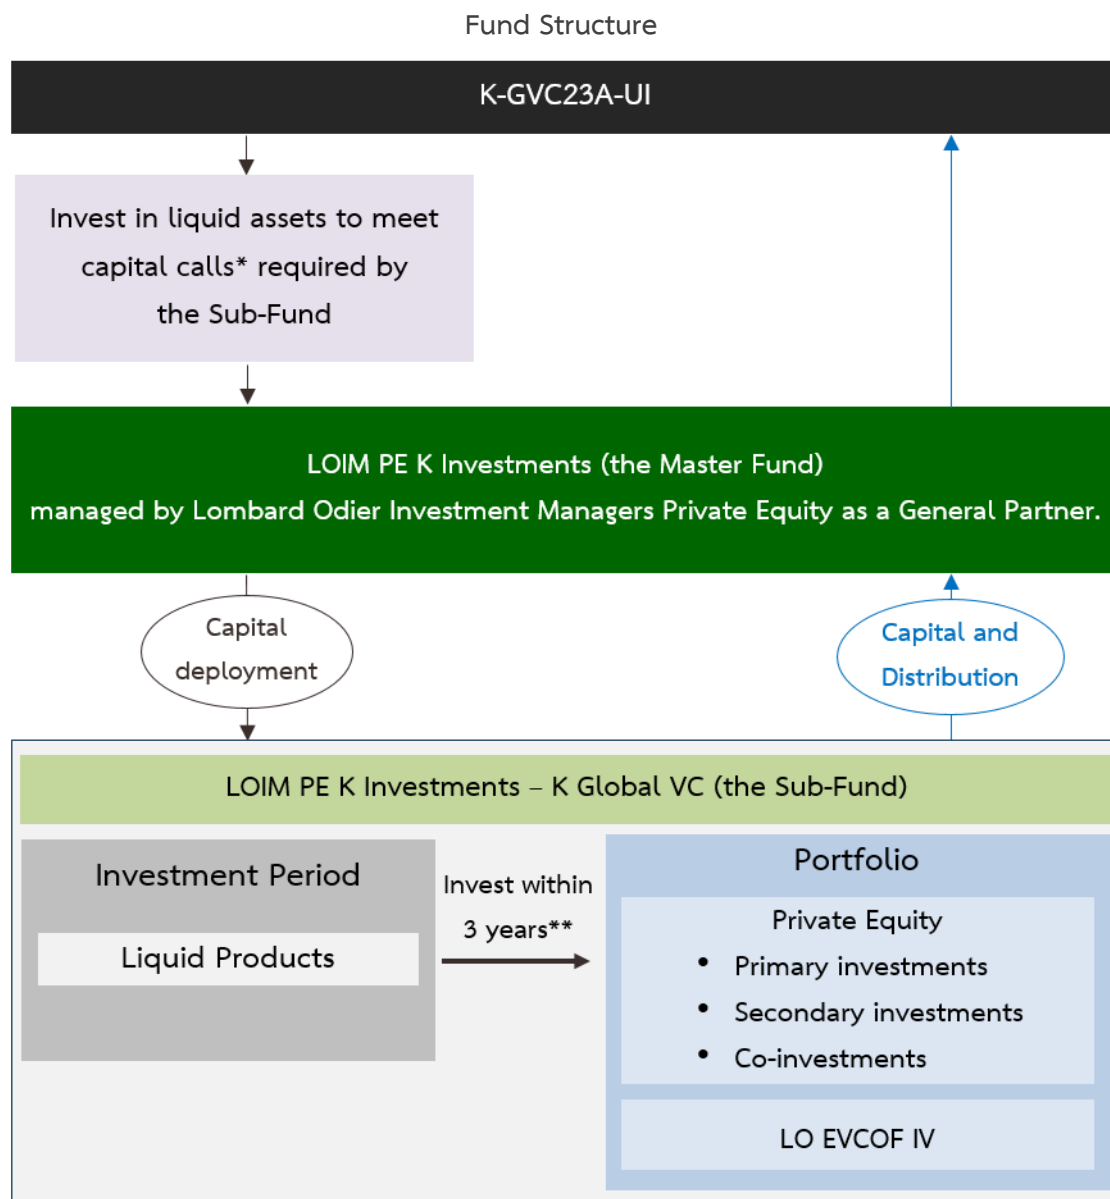 Fund Structure
K-GVC23A-UI
Invest in liquid assets to meet
capital calls* required by
the Sub-Fund
LOIM PE K Investments (the Master Fund)
managed by Lombard Odier Investment Managers Private Equity as a General Partner.
Capital
deployment
Capital and
Distribution
LOIM PE K Investments – K Global VC (the Sub-Fund)
Investment Period
Liquid Products
Invest within
3 years**
Portfolio
Private Equity
• Primary investments
• Secondary investments
• Co-investments
LO EVCOF IV